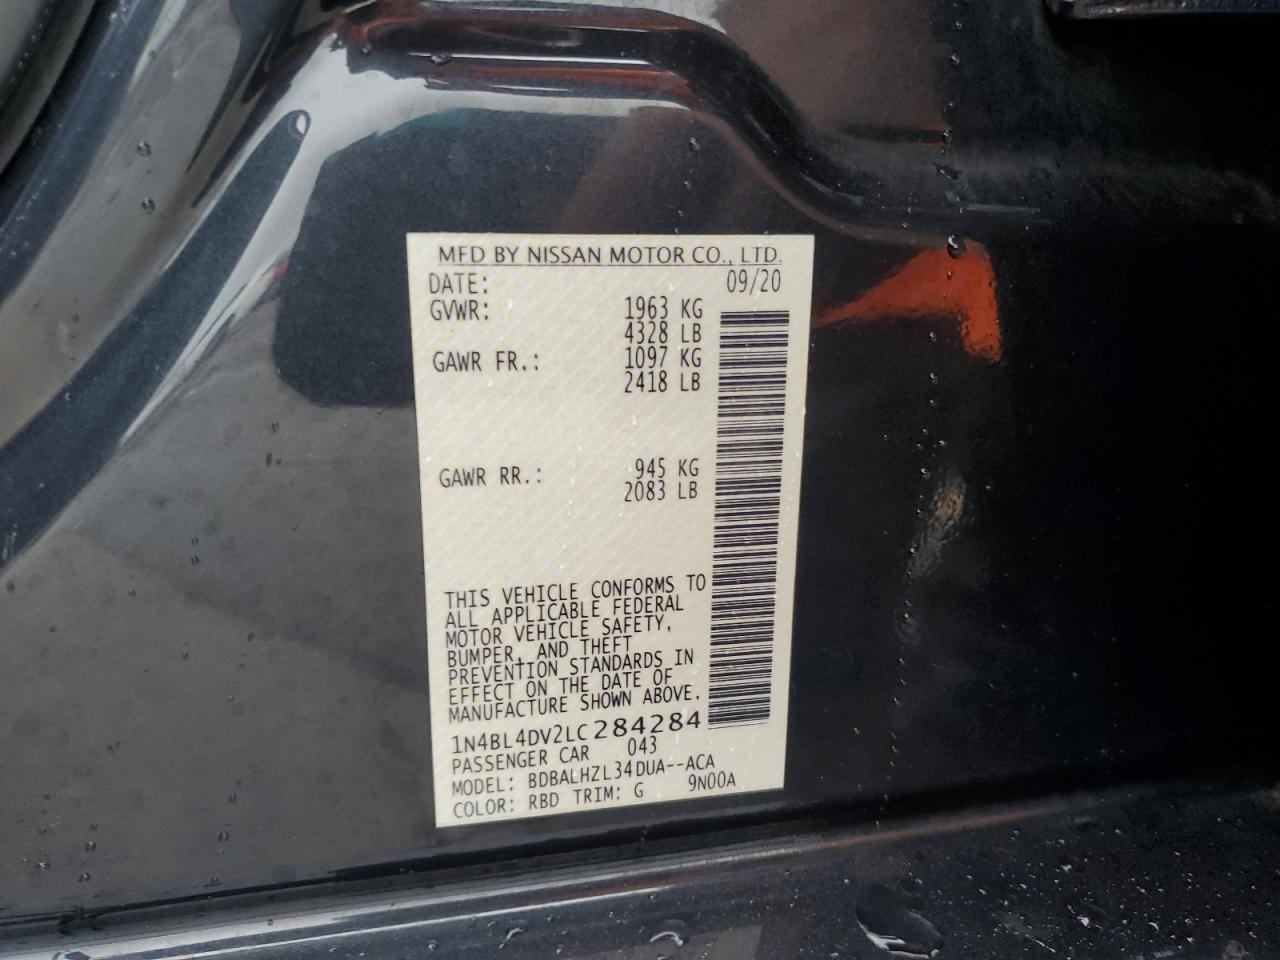 MFD BY NISSAN MOTOR CO., LTD.
DATE: 09/20
GVWR: 1963 KG
4328 LB
GAWR FR.: 1097 KG
2418 LB
GAWR RR.: 945 KG
2083 LB
THIS VEHICLE CONFORMS TO
ALL APPLICABLE FEDERAL
MOTOR VEHICLE SAFETY,
BUMPER, AND THEFT
PREVENTION STANDARDS IN
EFFECT ON THE DATE OF
MANUFACTURE SHOWN ABOVE.
1N4BL4DV2LC284284
PASSENGER CAR 043
MODEL: BDBALHZL34DUA--ACA
COLOR: RBD TRIM: G 9N00A